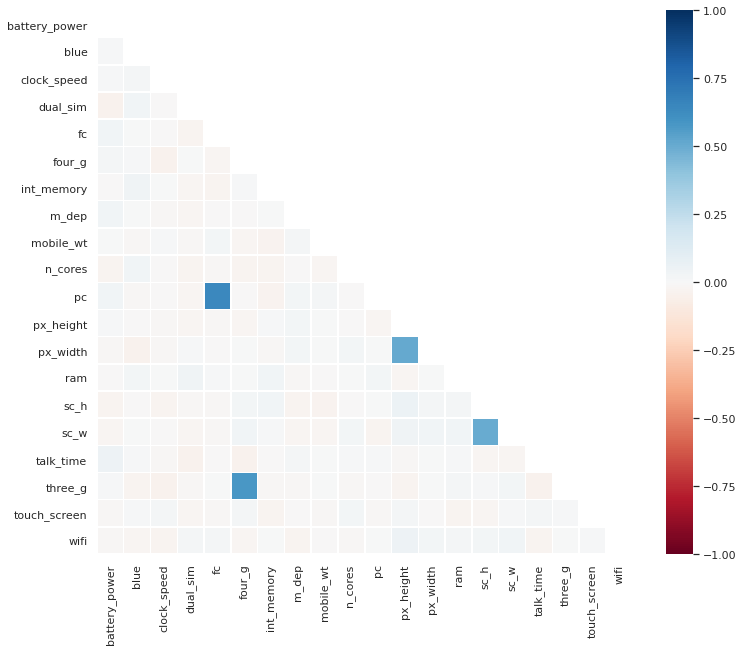 battery_power
blue
clock_speed
dual_sim
fc
four_g
int_memory
m_dep
mobile_wt
n_cores
pc
px_height
px_width
ram
sc_h
sc_w
talk_time
three_g
touch_screen
wifi
battery_power
blue
clock_speed
dual_sim
fc
four_g
int_memory
m_dep
mobile_wt
n_cores
pc
px_height
px_width
ram
sc_h
sc_w
talk_time
three_g
touch_screen
wifi
1.00
0.75
0.50
0.25
0.00
−0.25
−0.50
−0.75
−1.00